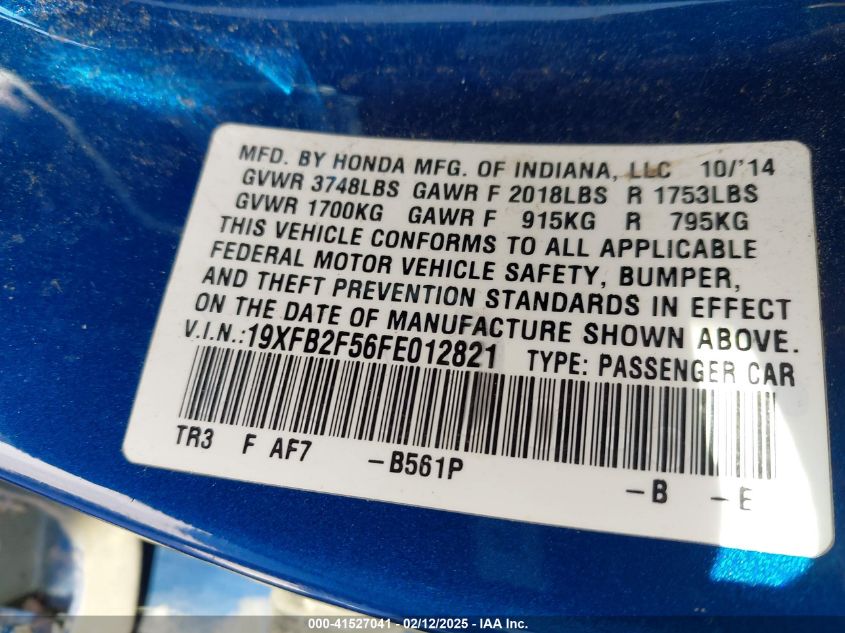 MFD. BY HONDA MFG. OF INDIANA, LLC 10/'14
GVWR 3748LBS GAWR F 2018LBS R 1753LBS
GVWR 1700KG GAWR F 915KG R 795KG
THIS VEHICLE CONFORMS TO ALL APPLICABLE
FEDERAL MOTOR VEHICLE SAFETY, BUMPER,
AND THEFT PREVENTION STANDARDS IN EFFECT
ON THE DATE OF MANUFACTURE SHOWN ABOVE.
V.I.N.:19XFB2F56FE012821 TYPE: PASSENGER CAR
TR3 F AF7 -B561P -B -E
000-41527041 - 02/12/2025 - IAA Inc.